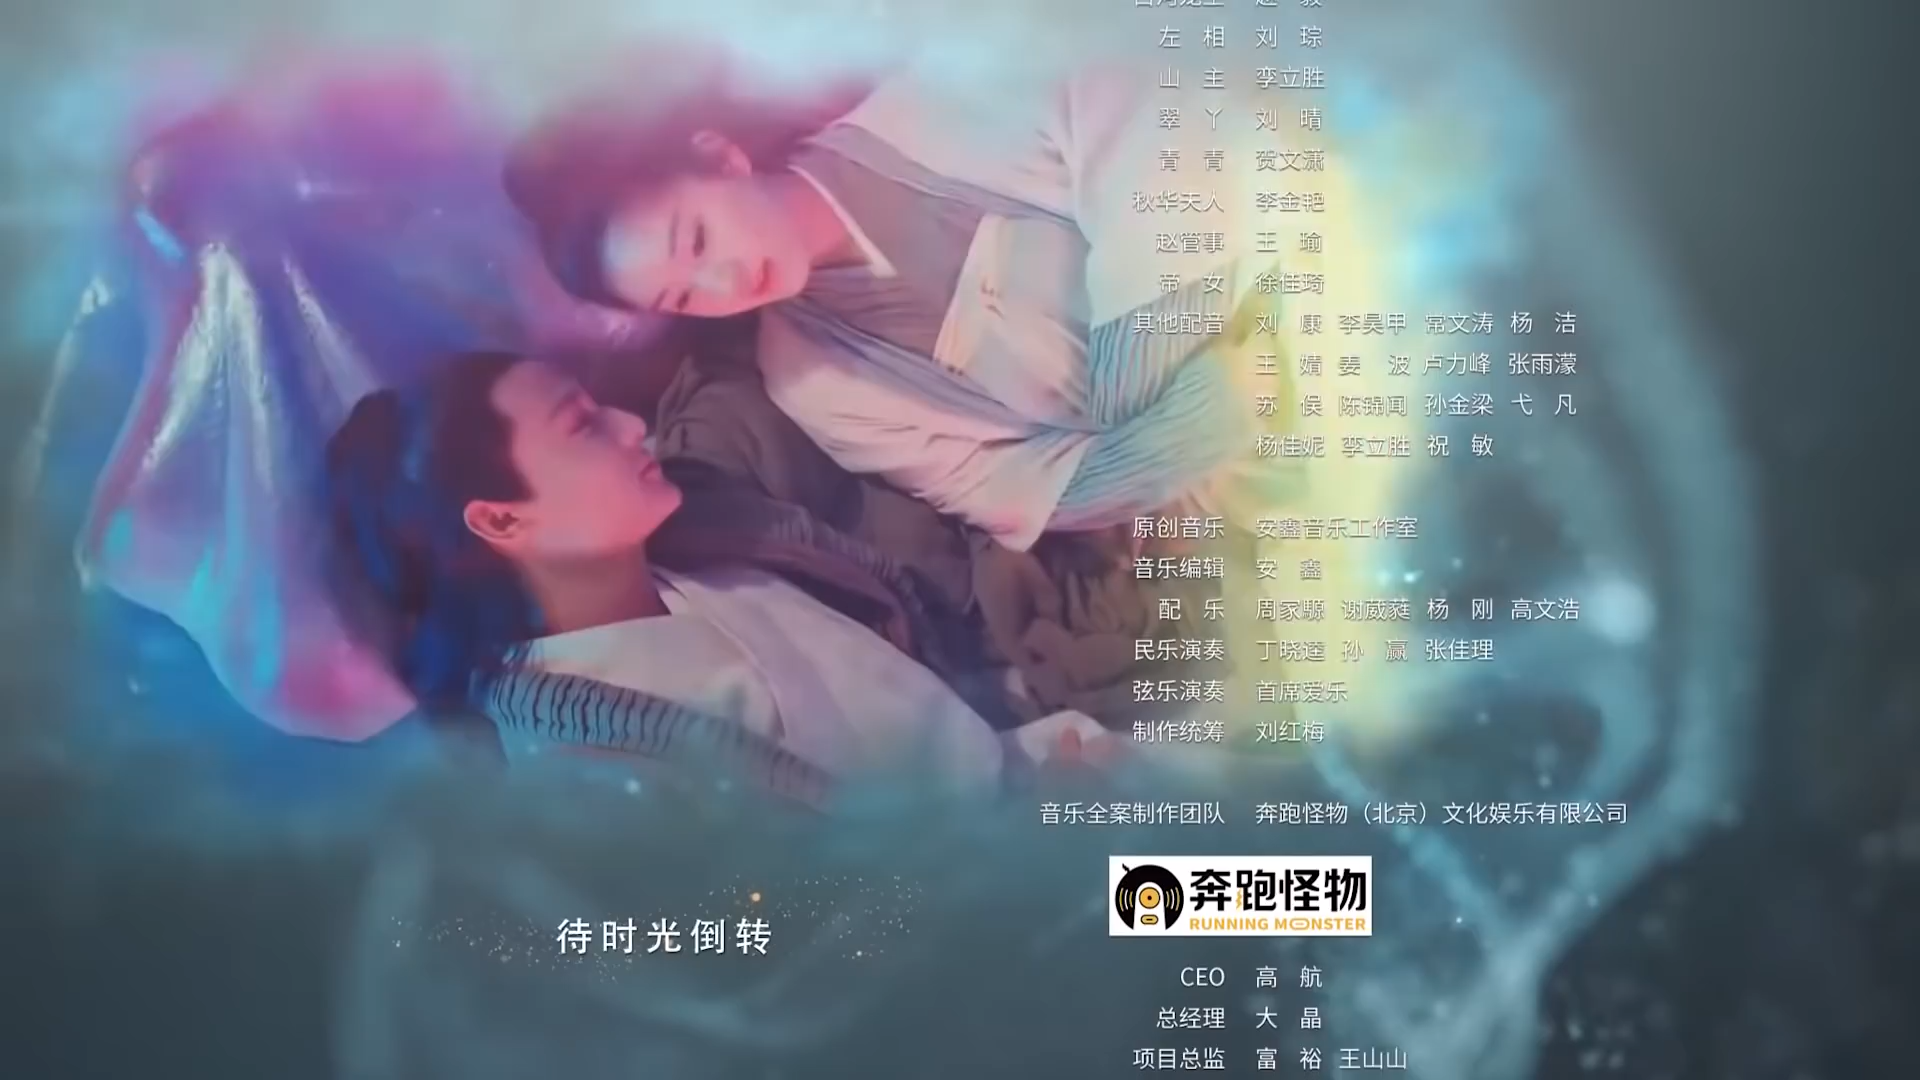 左 相 刘 琮
山 主 李立胜
翠 丫 刘 晴
青 青 贺文潇
秋华夫人 李金艳
赵管事 王 瑜
帝 女 徐佳琦
其他配音 刘 康 李昊甲 常文涛 杨 洁
王 婧 姜 波 卢力峰 张雨濛
苏 俣 陈锦闻 孙金梁 弋 凡
杨佳妮 李立胜 祝 敏
原创音乐 安鑫音乐工作室
音乐编辑 安 鑫
配 乐 周冢騵 谢葳蕤 杨 刚 高文浩
民乐演奏 丁晓逵 孙 赢 张佳理
弦乐演奏 首席爱乐
制作统筹 刘红梅
音乐全案制作团队 奔跑怪物（北京）文化娱乐有限公司
奔跑怪物
RUNNING MONSTER
待时光倒转
CEO 高 航
总经理 大 晶
项目总监 富 裕 王山山